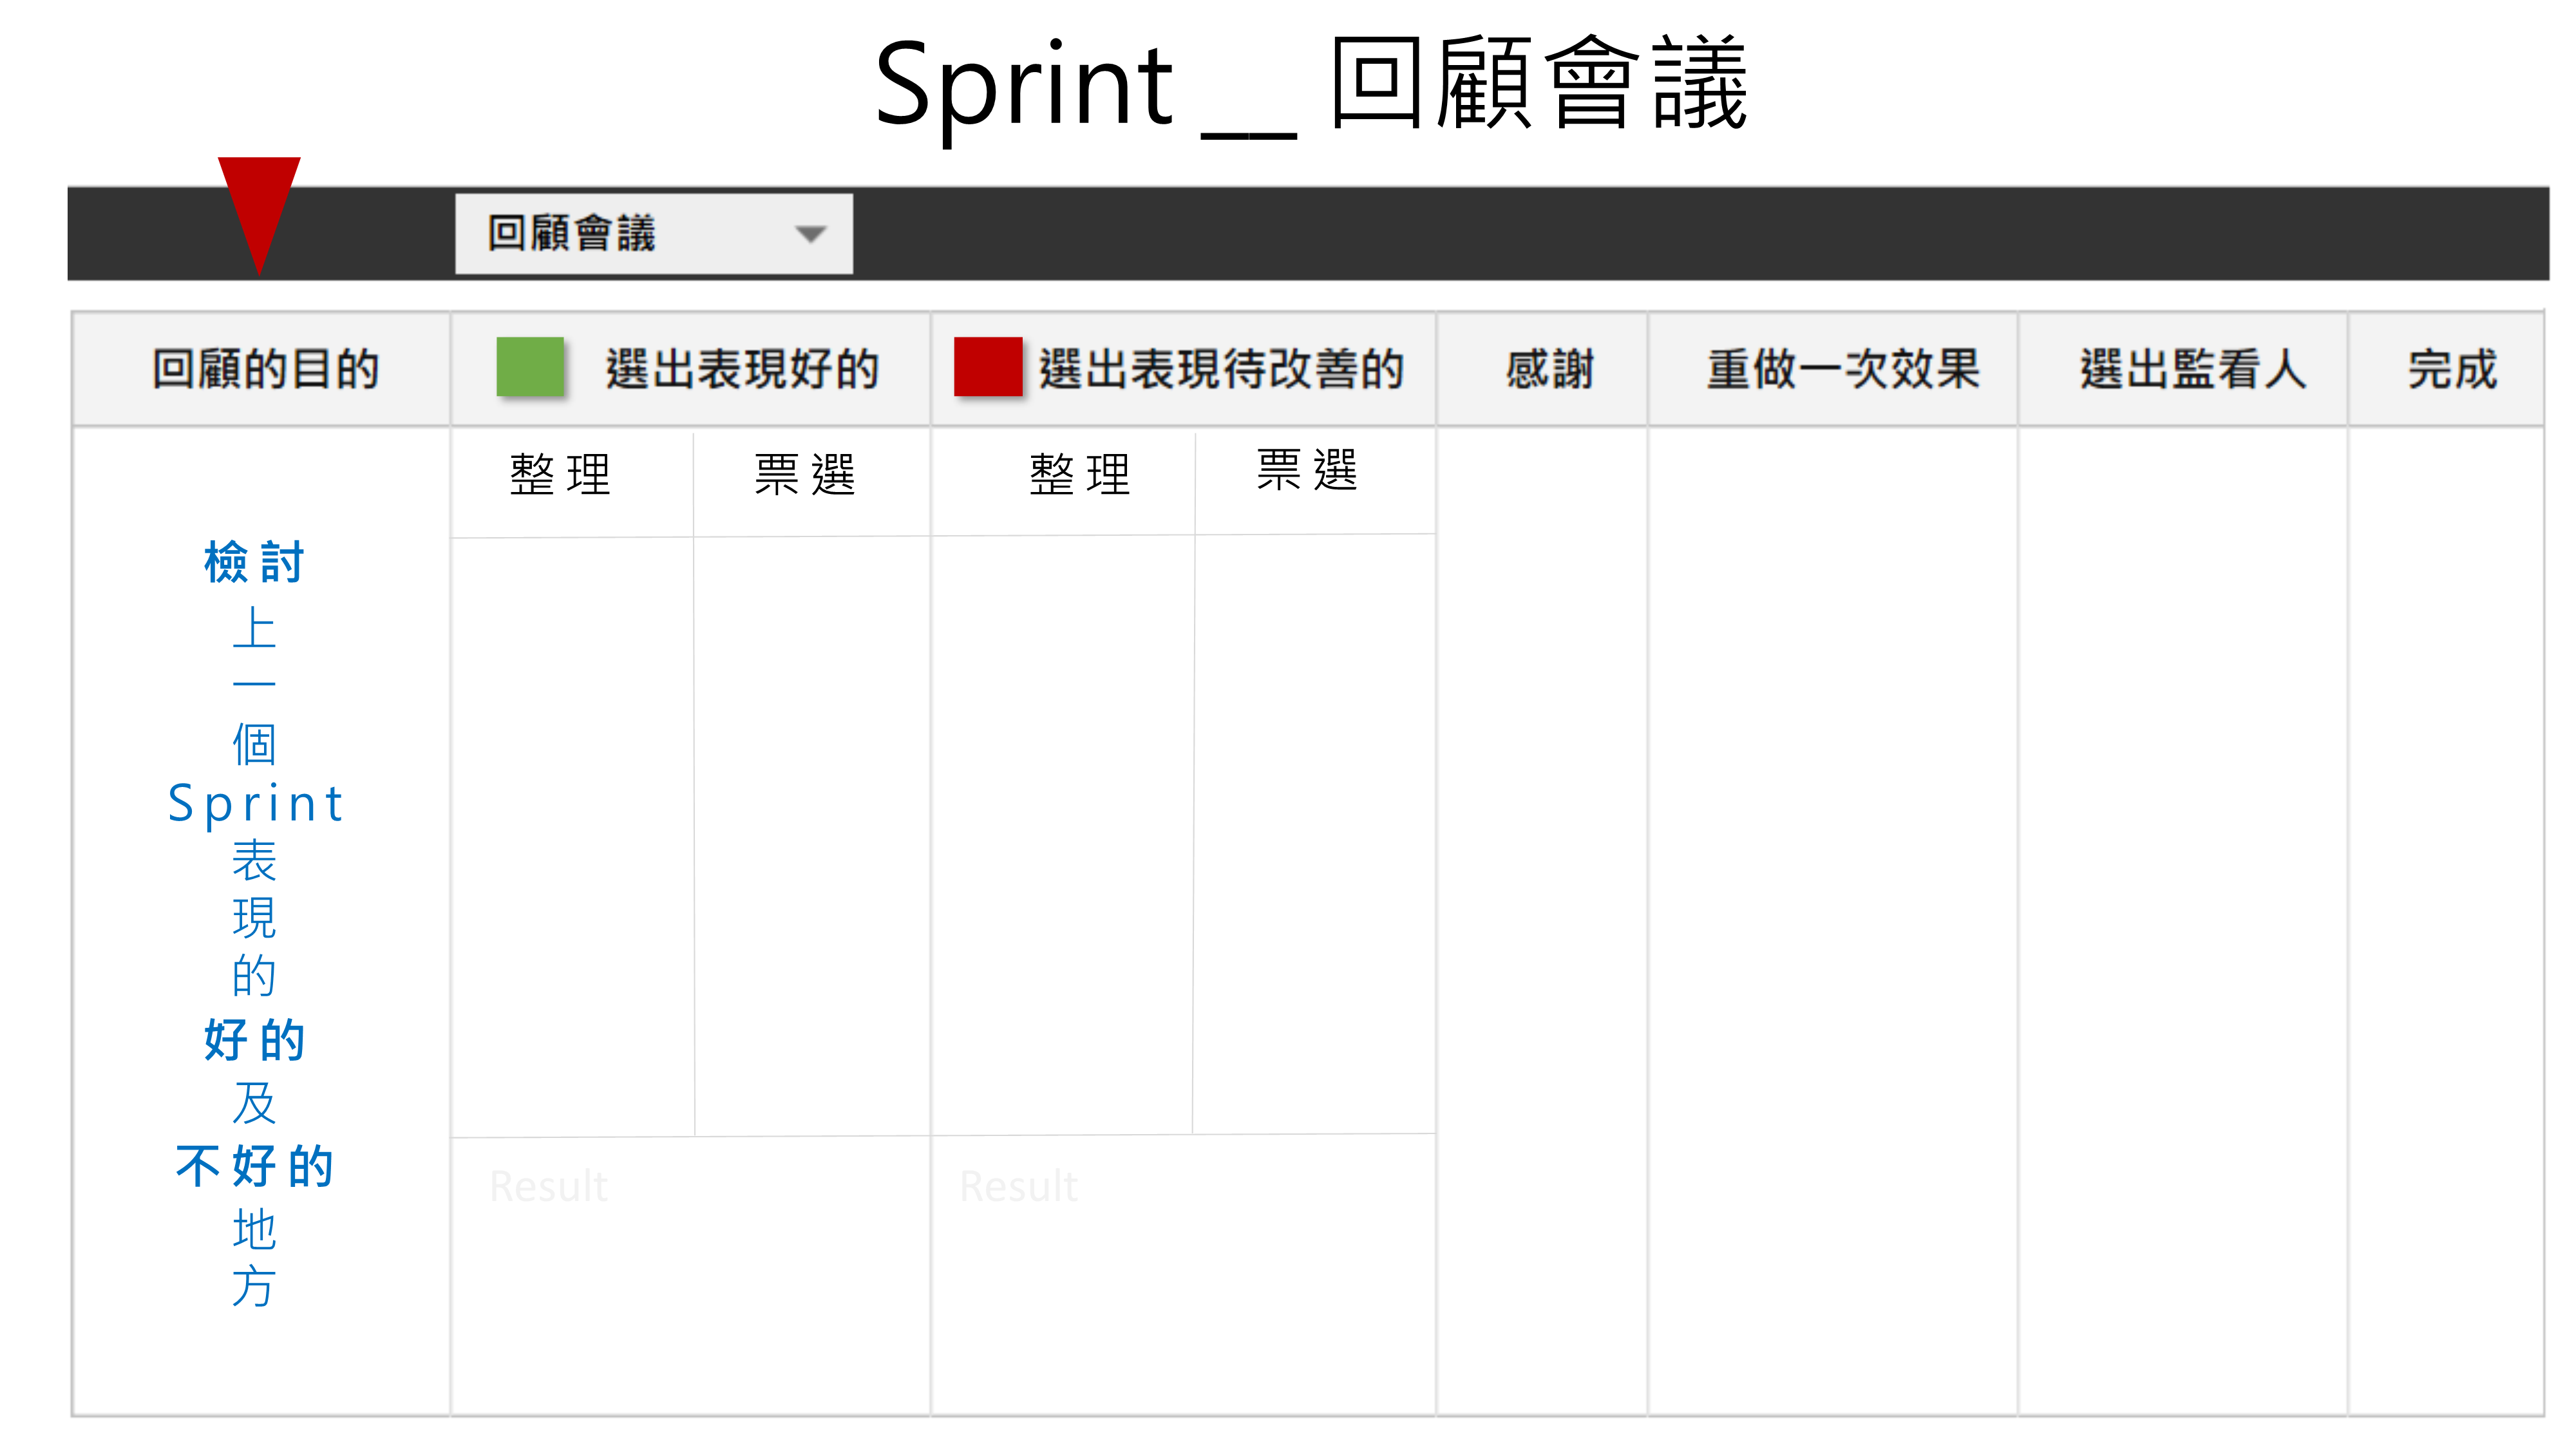 Sprint __ 回顧會議
回顧會議
回顧的目的
選出表現好的
選出表現待改善的
感謝
重做一次效果
選出監看人
完成
整理
票選
整理
票選
檢討
上
一
個
Sprint
表
現
的
好的
及
不好的
地
方
Result
Result